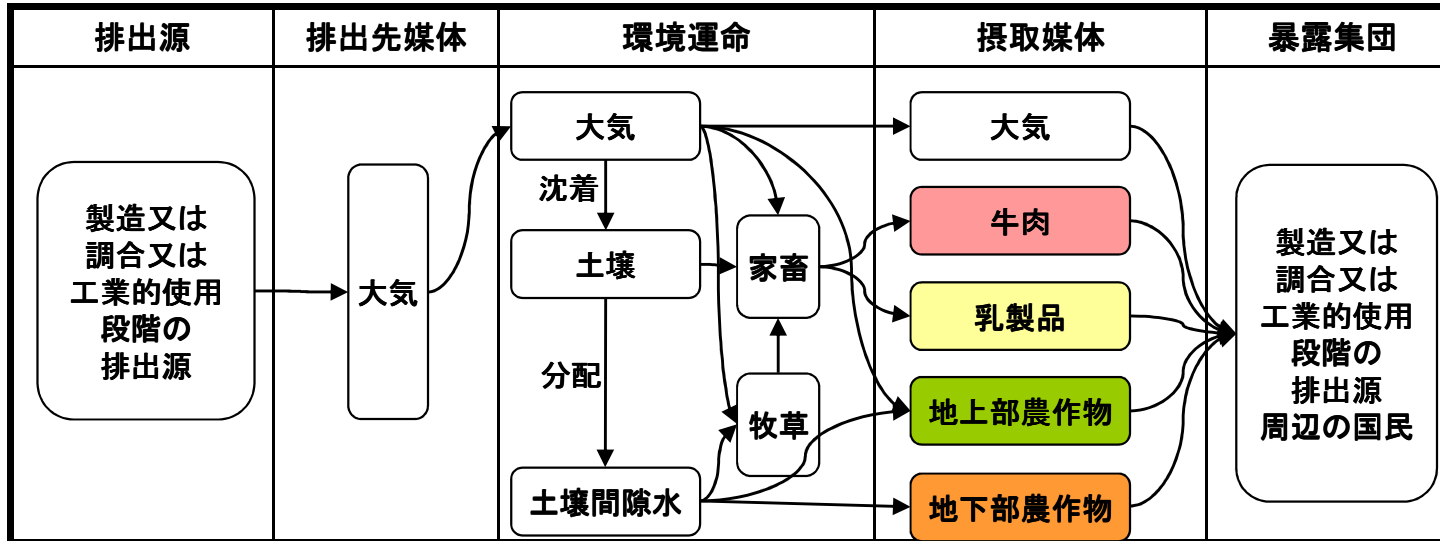 排出源
排出先媒体
環境運命
摂取媒体
暴露集団
製造又は
調合又は
工業的使用
段階の
排出源
大気
大気
沈着
土壌
分配
土壌間隙水
家畜
牧草
大気
牛肉
乳製品
地上部農作物
地下部農作物
製造又は
調合又は
工業的使用
段階の
排出源
周辺の国民